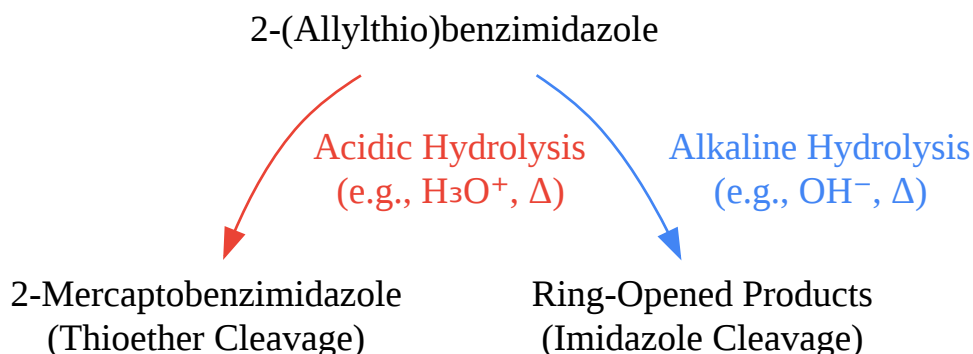 2-(Allylthio)benzimidazole
Acidic Hydrolysis
(e.g., H₃O⁺, Δ)
Alkaline Hydrolysis
(e.g., OH⁻, Δ)
2-Mercaptobenzimidazole
(Thioether Cleavage)
Ring-Opened Products
(Imidazole Cleavage)